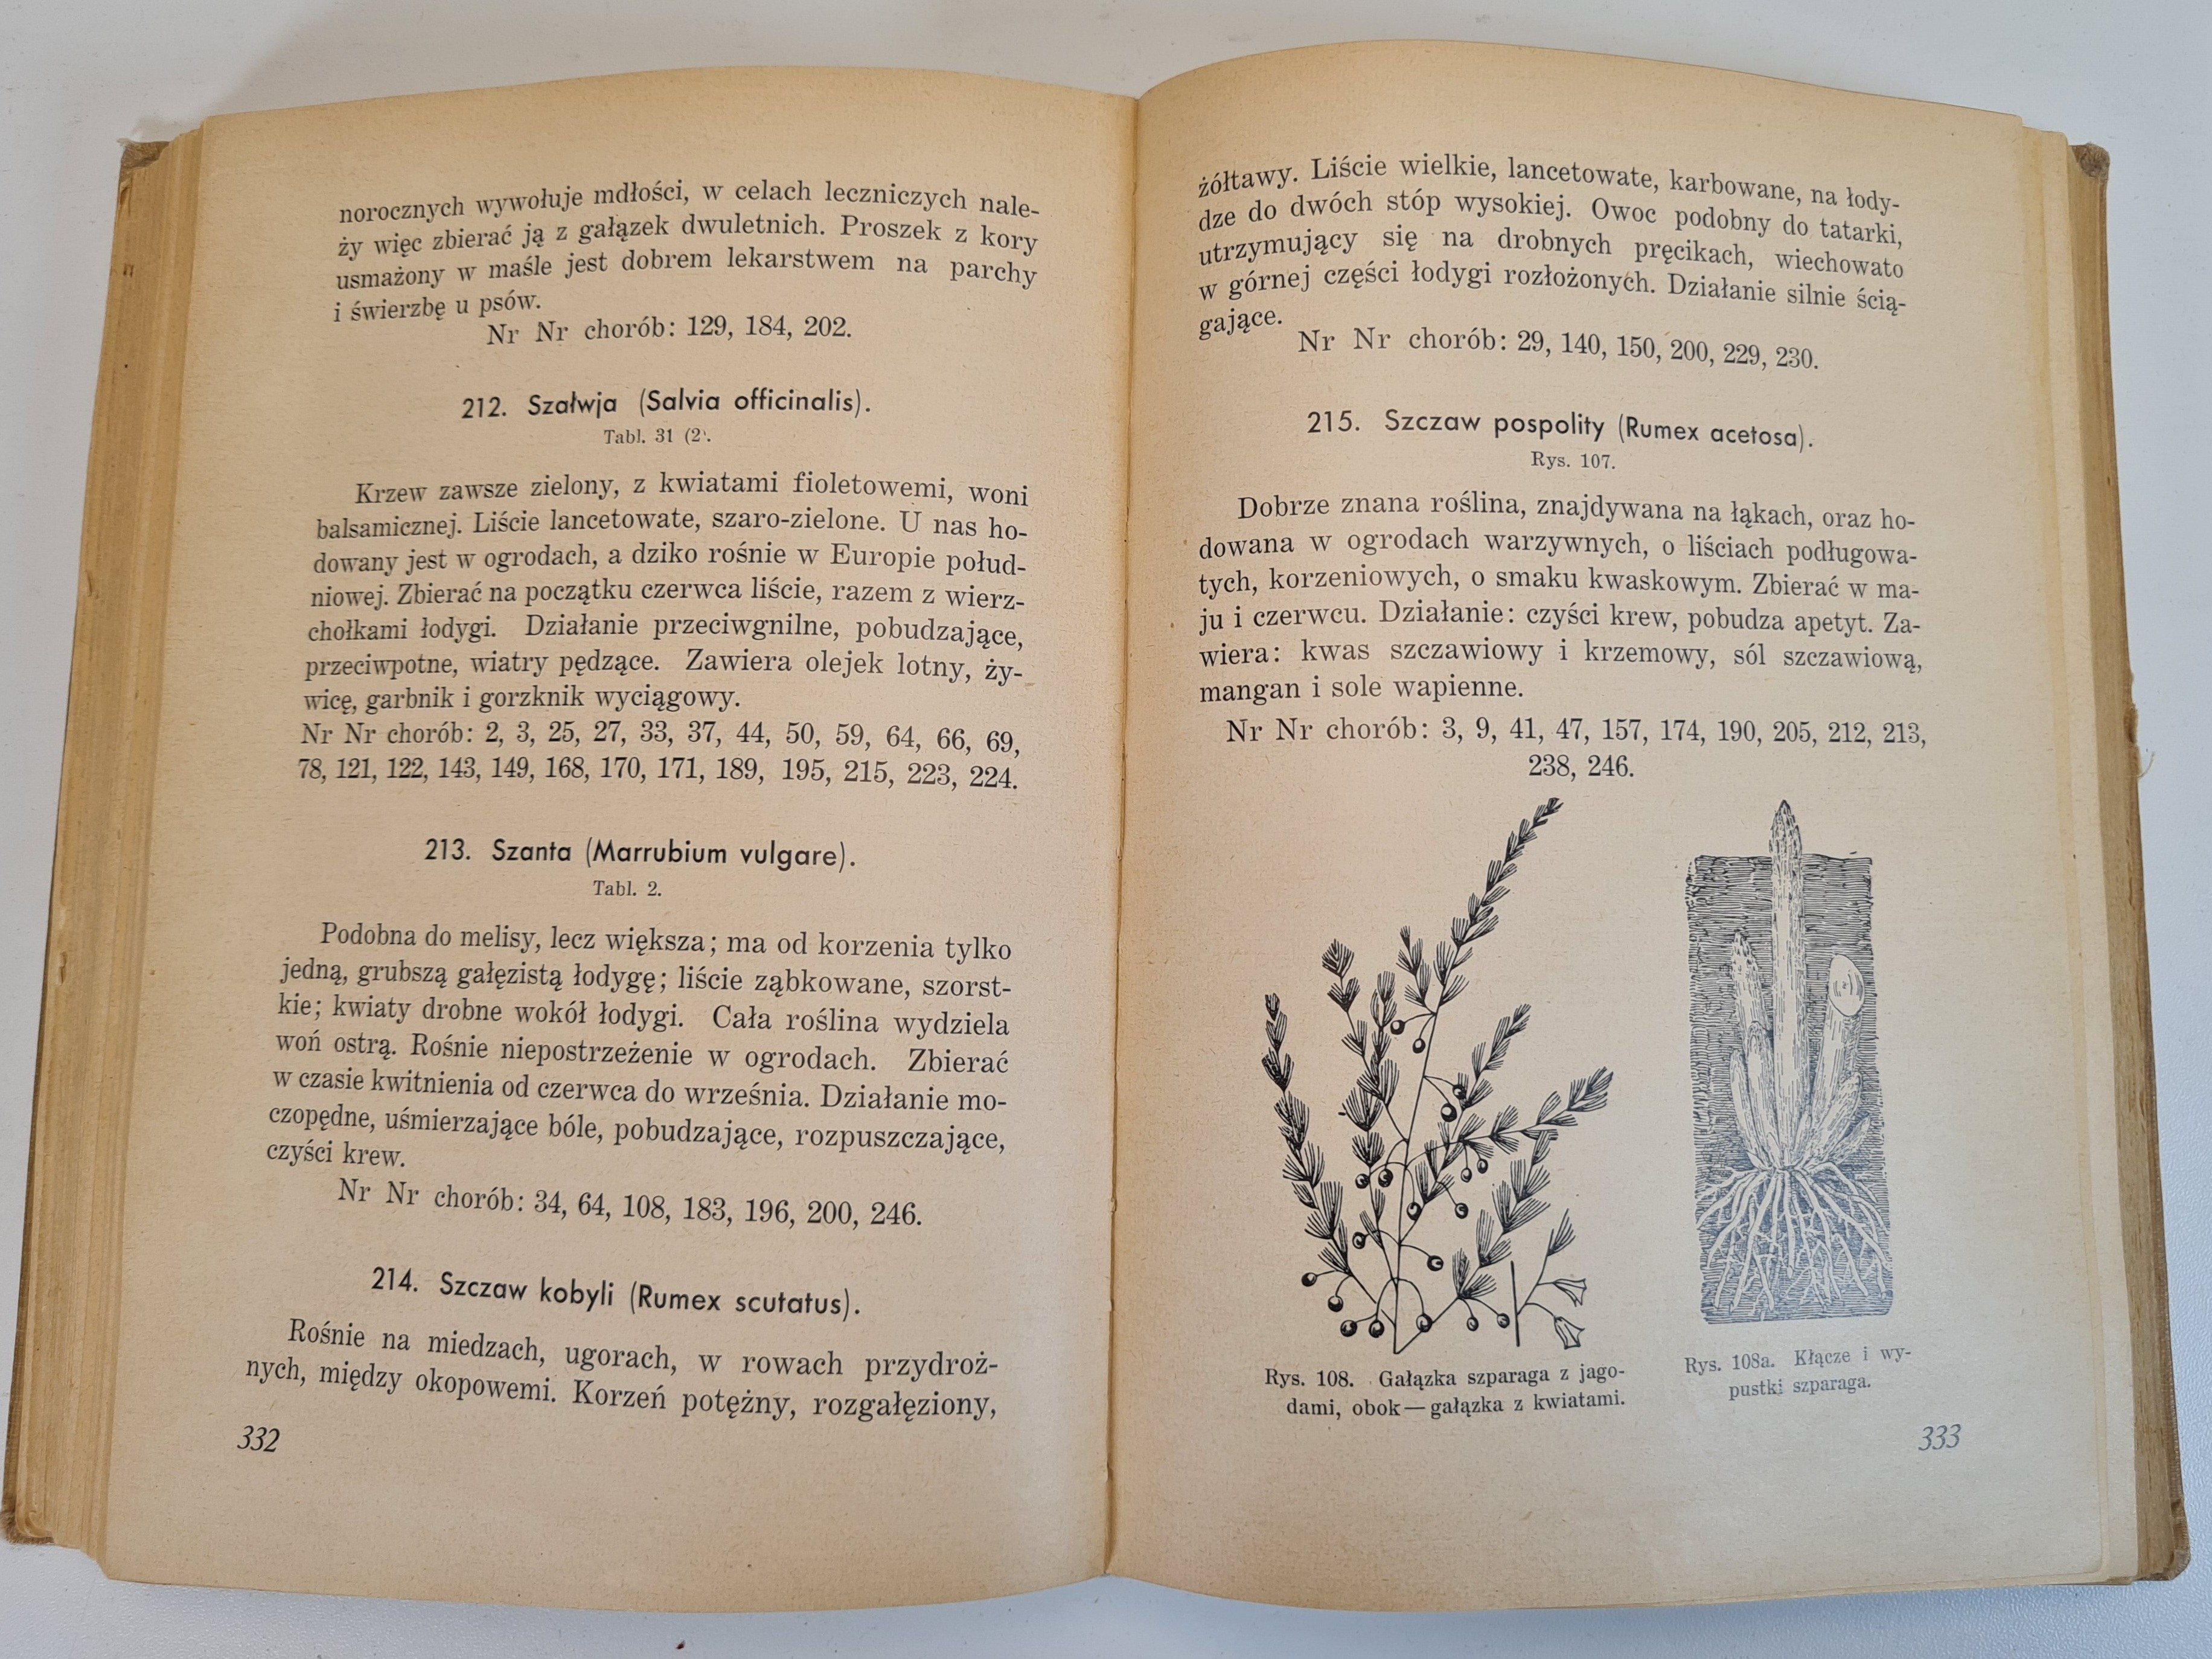 norocznych wywołuje mdłości, w celach leczniczych nale-
ży więc zbierać ją z gałązek dwuletnich. Proszek z kory
usmażony w maśle jest dobrem lekarstwem na parchy
i świerzbę u psów.
Nr Nr chorób: 129, 184, 202.
212. Szałwja (Salvia officinalis).
Tabl. 31 (2).
Krzew zawsze zielony, z kwiatami fioletowemi, woni
balsamicznej. Liście lancetowate, szaro-zielone. U nas ho-
dowany jest w ogrodach, a dziko rośnie w Europie połud-
niowej. Zbierać na początku czerwca liście, razem z wierz-
chołkami łodygi. Działanie przeciwgnilne, pobudzające,
przeciwpotne, wiatry pędzące. Zawiera olejek lotny, ży-
wicę, garbnik i gorzknik wyciągowy.
Nr Nr chorób: 2, 3, 25, 27, 33, 37, 44, 50, 59, 64, 66, 69,
78, 121, 122, 143, 149, 168, 170, 171, 189, 195, 215, 223, 224.
213. Szanta (Marrubium vulgare).
Tabl. 2.
Podobna do melisy, lecz większa; ma od korzenia tylko
jedną, grubszą gałęzistą łodygę; liście ząbkowane, szorst-
kie; kwiaty drobne wokół łodygi. Cała roślina wydziela
woń ostrą. Rośnie niepostrzeżenie w ogrodach. Zbierać
w czasie kwitnienia od czerwca do września. Działanie mo-
czopędne, uśmierzające bóle, pobudzające, rozpuszczające,
czyści krew.
Nr Nr chorób: 34, 64, 108, 183, 196, 200, 246.
214. Szczaw kobyli (Rumex scutatus).
Rośnie na miedzach, ugorach, w rowach przydroż-
nych, między okopowemi. Korzeń potężny, rozgałęziony,
332
żółtawy. Liście wielkie, lancetowate, karbowane, na łody-
dze do dwóch stóp wysokiej. Owoc podobny do tatarki,
utrzymujący się na drobnych pręcikach, wiechowato
w górnej części łodygi rozłożonych. Działanie silnie ścią-
gające.
Nr Nr chorób: 29, 140, 150, 200, 229, 230.
215. Szczaw pospolity (Rumex acetosa).
Rys. 107.
Dobrze znana roślina, znajdywana na łąkach, oraz ho-
dowana w ogrodach warzywnych, o liściach podługowa-
tych, korzeniowych, o smaku kwaskowym. Zbierać w ma-
ju i czerwcu. Działanie: czyści krew, pobudza apetyt. Za-
wiera: kwas szczawiowy i krzemowy, sól szczawiową,
mangan i sole wapienne.
Nr Nr chorób: 3, 9, 41, 47, 157, 174, 190, 205, 212, 213,
238, 246.
Rys. 108. Gałązka szparaga z jago-
dami, obok — gałązka z kwiatami.
Rys. 108a. Kłącze i wy-
pustki szparaga.
333